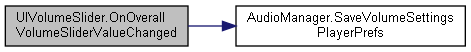 UIVolumeSlider.OnOverall
VolumeSliderValueChanged
AudioManager.SaveVolumeSettings
PlayerPrefs